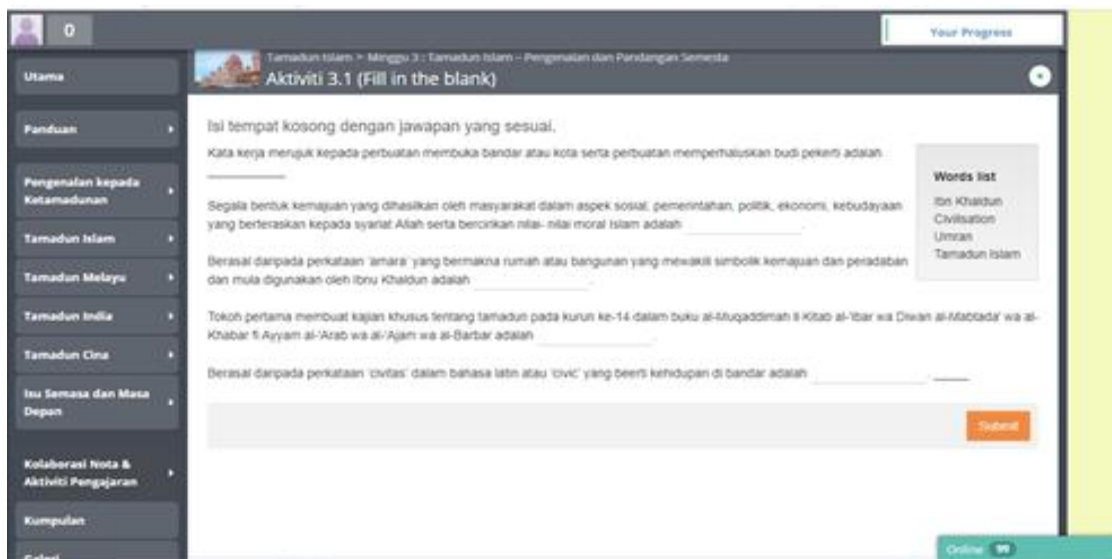 0
Your Progress
Utama
Panduan
Pengenalan kepada
Ketamadunan
Tamadun Islam
Tamadun Melayu
Tamadun India
Tamadun Cina
Isu Semasa dan Masa
Depan
Kolaborasi Nota &
Aktiviti Pengajaran
Kumpulan
Galeri
Tamadun Islam > Minggu 3 : Tamadun Islam – Pengenalan dan Pandangan Semesta
Aktiviti 3.1 (Fill in the blank)
Isi tempat kosong dengan jawapan yang sesuai.
Kata kerja merujuk kepada perbuatan membuka bandar atau kota serta perbuatan memperhaluskan budi pekerti adalah
Segala bentuk kemajuan yang dihasilkan oleh masyarakat dalam aspek sosial, pemerintahan, politik, ekonomi, kebudayaan
yang berteraskan kepada syariat Allah serta bercirikan nilai- nilai moral Islam adalah .
Berasal daripada perkataan 'amara' yang bermakna rumah atau bangunan yang mewakili simbolik kemajuan dan peradaban
dan mula digunakan oleh Ibnu Khaldun adalah .
Tokoh pertama membuat kajian khusus tentang tamadun pada kurun ke-14 dalam buku al-Muqaddimah li Kitab al-'Ibar wa Diwan al-Mabtada' wa al-
Khabar fi Ayyam al-'Arab wa al-'Ajam wa al-Barbar adalah .
Berasal daripada perkataan 'civitas' dalam bahasa latin atau 'civic' yang beerti kehidupan di bandar adalah .
Words list
Ibn Khaldun
Civilisation
Umran
Tamadun Islam
Submit
Online 99